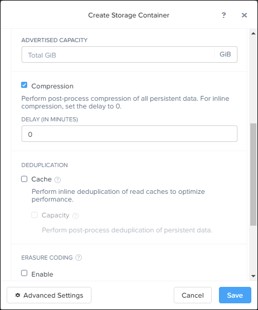 Create Storage Container
? ×
ADVERTISED CAPACITY
Total GiB GiB
Compression
Perform post-process compression of all persistent data. For inline
compression, set the delay to 0.
DELAY (IN MINUTES)
0
DEDUPLICATION
Cache ?
Perform inline deduplication of read caches to optimize
performance.
Capacity ?
Perform post-process deduplication of persistent data.
ERASURE CODING ?
Enable
Advanced Settings
Cancel
Save